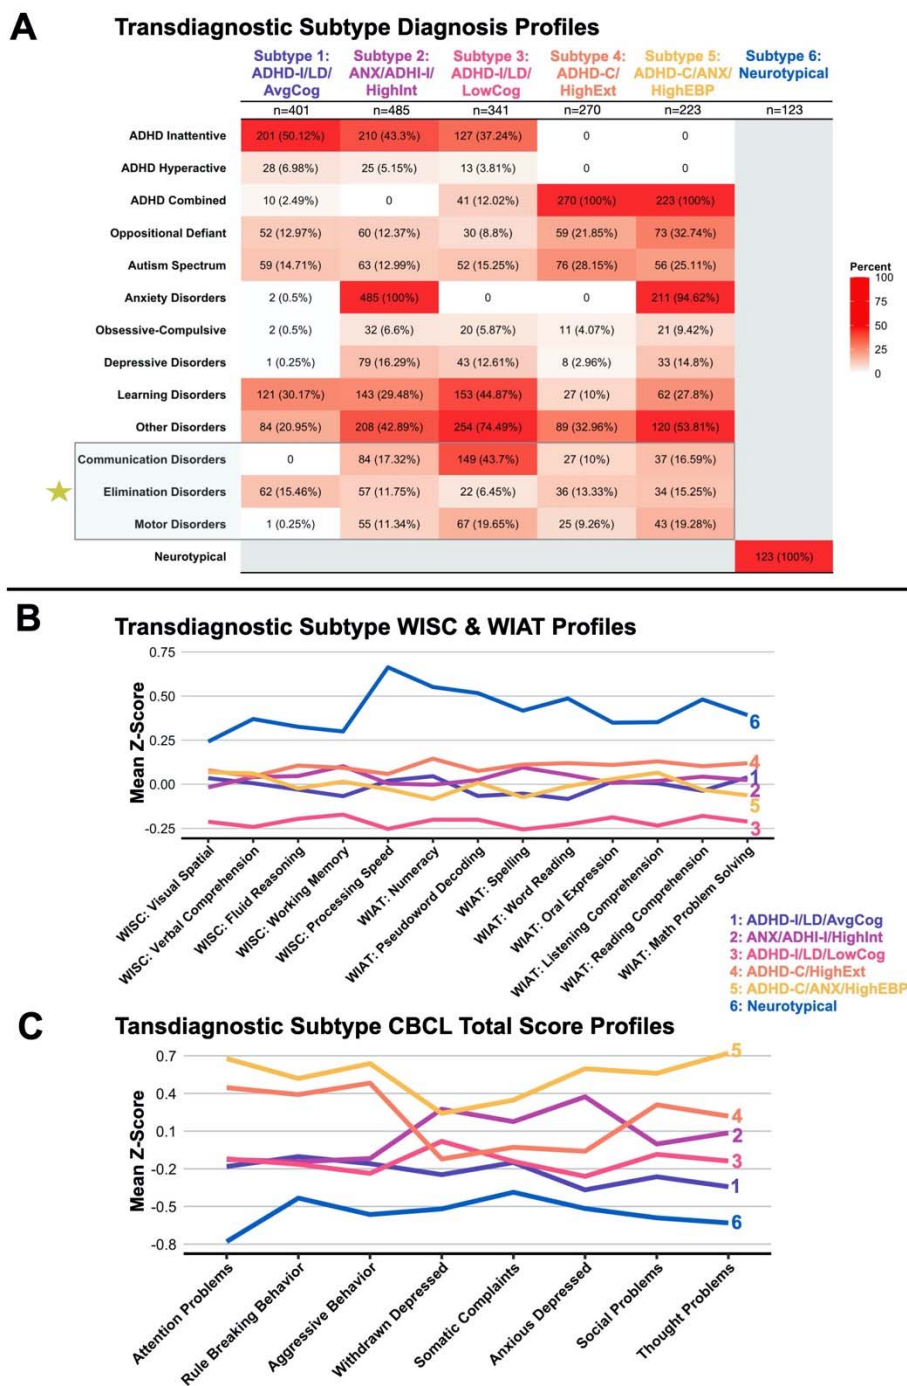 A
Transdiagnostic Subtype Diagnosis Profiles
Subtype 1: Subtype 2: Subtype 3: Subtype 4: Subtype 5: Subtype 6:
ADHD-I/LD/ ANX/ADHI-I/ ADHD-I/LD/ ADHD-C/ ADHD-C/ANX/ Neurotypical
AvgCog HighInt LowCog HighExt HighEBP
n=401 n=485 n=341 n=270 n=223 n=123
ADHD Inattentive 201 (50.12%) 210 (43.3%) 127 (37.24%) 0 0
ADHD Hyperactive 28 (6.98%) 25 (5.15%) 13 (3.81%) 0 0
ADHD Combined 10 (2.49%) 0 41 (12.02%) 270 (100%) 223 (100%)
Oppositional Defiant 52 (12.97%) 60 (12.37%) 30 (8.8%) 59 (21.85%) 73 (32.74%)
Autism Spectrum 59 (14.71%) 63 (12.99%) 52 (15.25%) 76 (28.15%) 56 (25.11%)
Anxiety Disorders 2 (0.5%) 485 (100%) 0 0 211 (94.62%)
Obsessive-Compulsive 2 (0.5%) 32 (6.6%) 20 (5.87%) 11 (4.07%) 21 (9.42%)
Depressive Disorders 1 (0.25%) 79 (16.29%) 43 (12.61%) 8 (2.96%) 33 (14.8%)
Learning Disorders 121 (30.17%) 143 (29.48%) 153 (44.87%) 27 (10%) 62 (27.8%)
Other Disorders 84 (20.95%) 208 (42.89%) 254 (74.49%) 89 (32.96%) 120 (53.81%)
Communication Disorders 0 84 (17.32%) 149 (43.7%) 27 (10%) 37 (16.59%)
Elimination Disorders 62 (15.46%) 57 (11.75%) 22 (6.45%) 36 (13.33%) 34 (15.25%)
Motor Disorders 1 (0.25%) 55 (11.34%) 67 (19.65%) 25 (9.26%) 43 (19.28%)
Neurotypical 123 (100%)
Percent
100
75
50
25
0
B
Transdiagnostic Subtype WISC & WIAT Profiles
Mean Z-Score
0.75
0.50
0.25
0.00
-0.25
6
4
1
2
5
3
WISC: Visual Spatial
WISC: Verbal Comprehension
WISC: Fluid Reasoning
WISC: Working Memory
WISC: Processing Speed
WIAT: Numeracy
WIAT: Pseudoword Decoding
WIAT: Spelling
WIAT: Word Reading
WIAT: Oral Expression
WIAT: Listening Comprehension
WIAT: Reading Comprehension
WIAT: Math Problem Solving
1: ADHD-I/LD/AvgCog
2: ANX/ADHI-I/HighInt
3: ADHD-I/LD/LowCog
4: ADHD-C/HighExt
5: ADHD-C/ANX/HighEBP
6: Neurotypical
C
Tansdiagnostic Subtype CBCL Total Score Profiles
Mean Z-Score
0.7
0.4
0.1
-0.2
-0.5
-0.8
5
4
2
3
1
6
Attention Problems
Rule Breaking Behavior
Aggressive Behavior
Withdrawn Depressed
Somatic Complaints
Anxious Depressed
Social Problems
Thought Problems